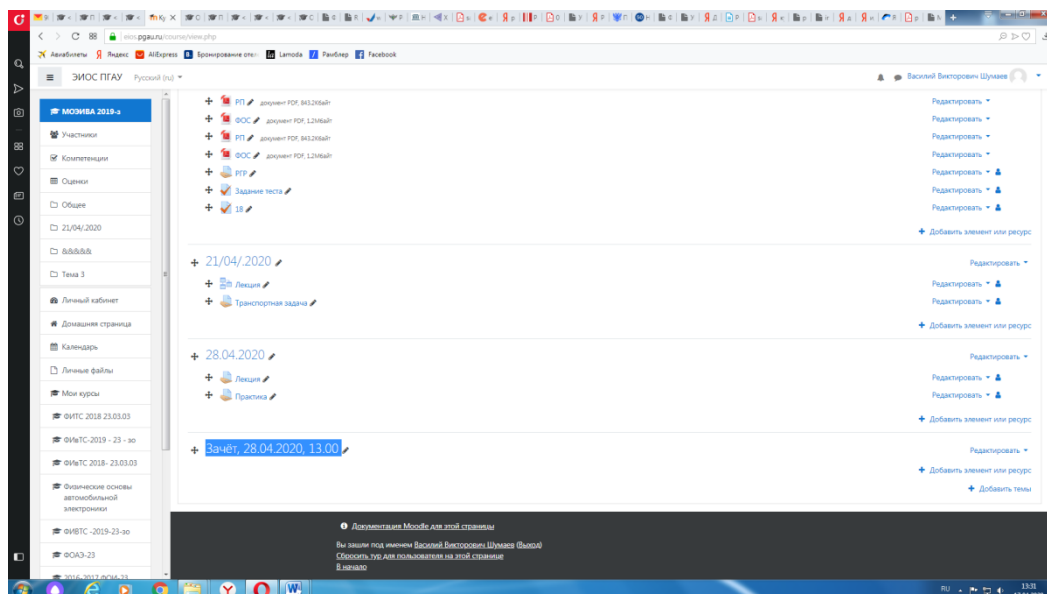 eios.pgau.ru/course/view.php
Авиабилеты Яндекс AliExpress Lamoda Рамблер Facebook
ЭИОС ПГАУ Русский (ru)
Василий Викторович Шумаев
МОЭИВА 2019-з
Участники
Компетенции
Оценки
Общее
21/04/.2020
&&&&&
Тема 3
Личный кабинет
Домашняя страница
Календарь
Личные файлы
Мои курсы
ФИТС 2018 23.03.03
ФИвТС-2019 - 23 - зо
ФИвТС 2018- 23.03.03
Физические основы
автомобильной
электроники
ФИВТС -2019-23-зо
ФОАЭ-23
2016-2017 ФОИ-23
РП документ PDF, 843.2Кбайт Редактировать
ФОС документ PDF, 1.2Мбайт Редактировать
РП документ PDF, 843.2Кбайт Редактировать
ФОС документ PDF, 1.2Мбайт Редактировать
РГР Редактировать
Задание теста Редактировать
18 Редактировать
Добавить элемент или ресурс
21/04/.2020 Редактировать
Лекция Редактировать
Транспортная задача Редактировать
Добавить элемент или ресурс
28.04.2020 Редактировать
Лекция Редактировать
Практика Редактировать
Добавить элемент или ресурс
Зачёт, 28.04.2020, 13.00 Редактировать
Добавить элемент или ресурс
Добавить темы
Документация Moodle для этой страницы
Вы зашли под именем Василий Викторович Шумаев (Выход)
Сбросить тур для пользователя на этой странице
В начало
RU 13:31